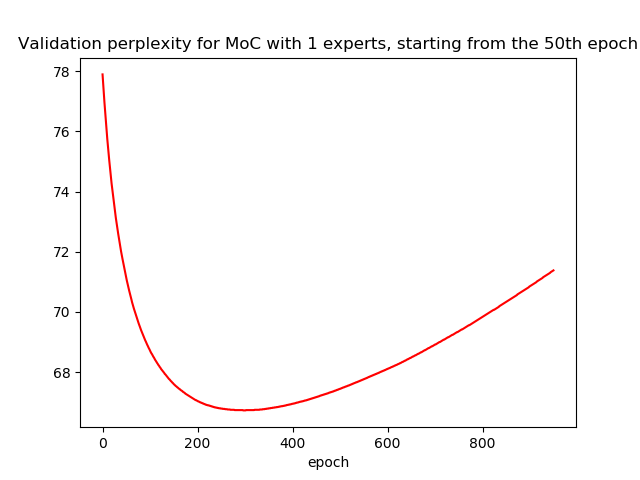 Validation perplexity for MoC with 1 experts, starting from the 50th epoch
78
76
74
72
70
68
0 200 400 600 800
epoch